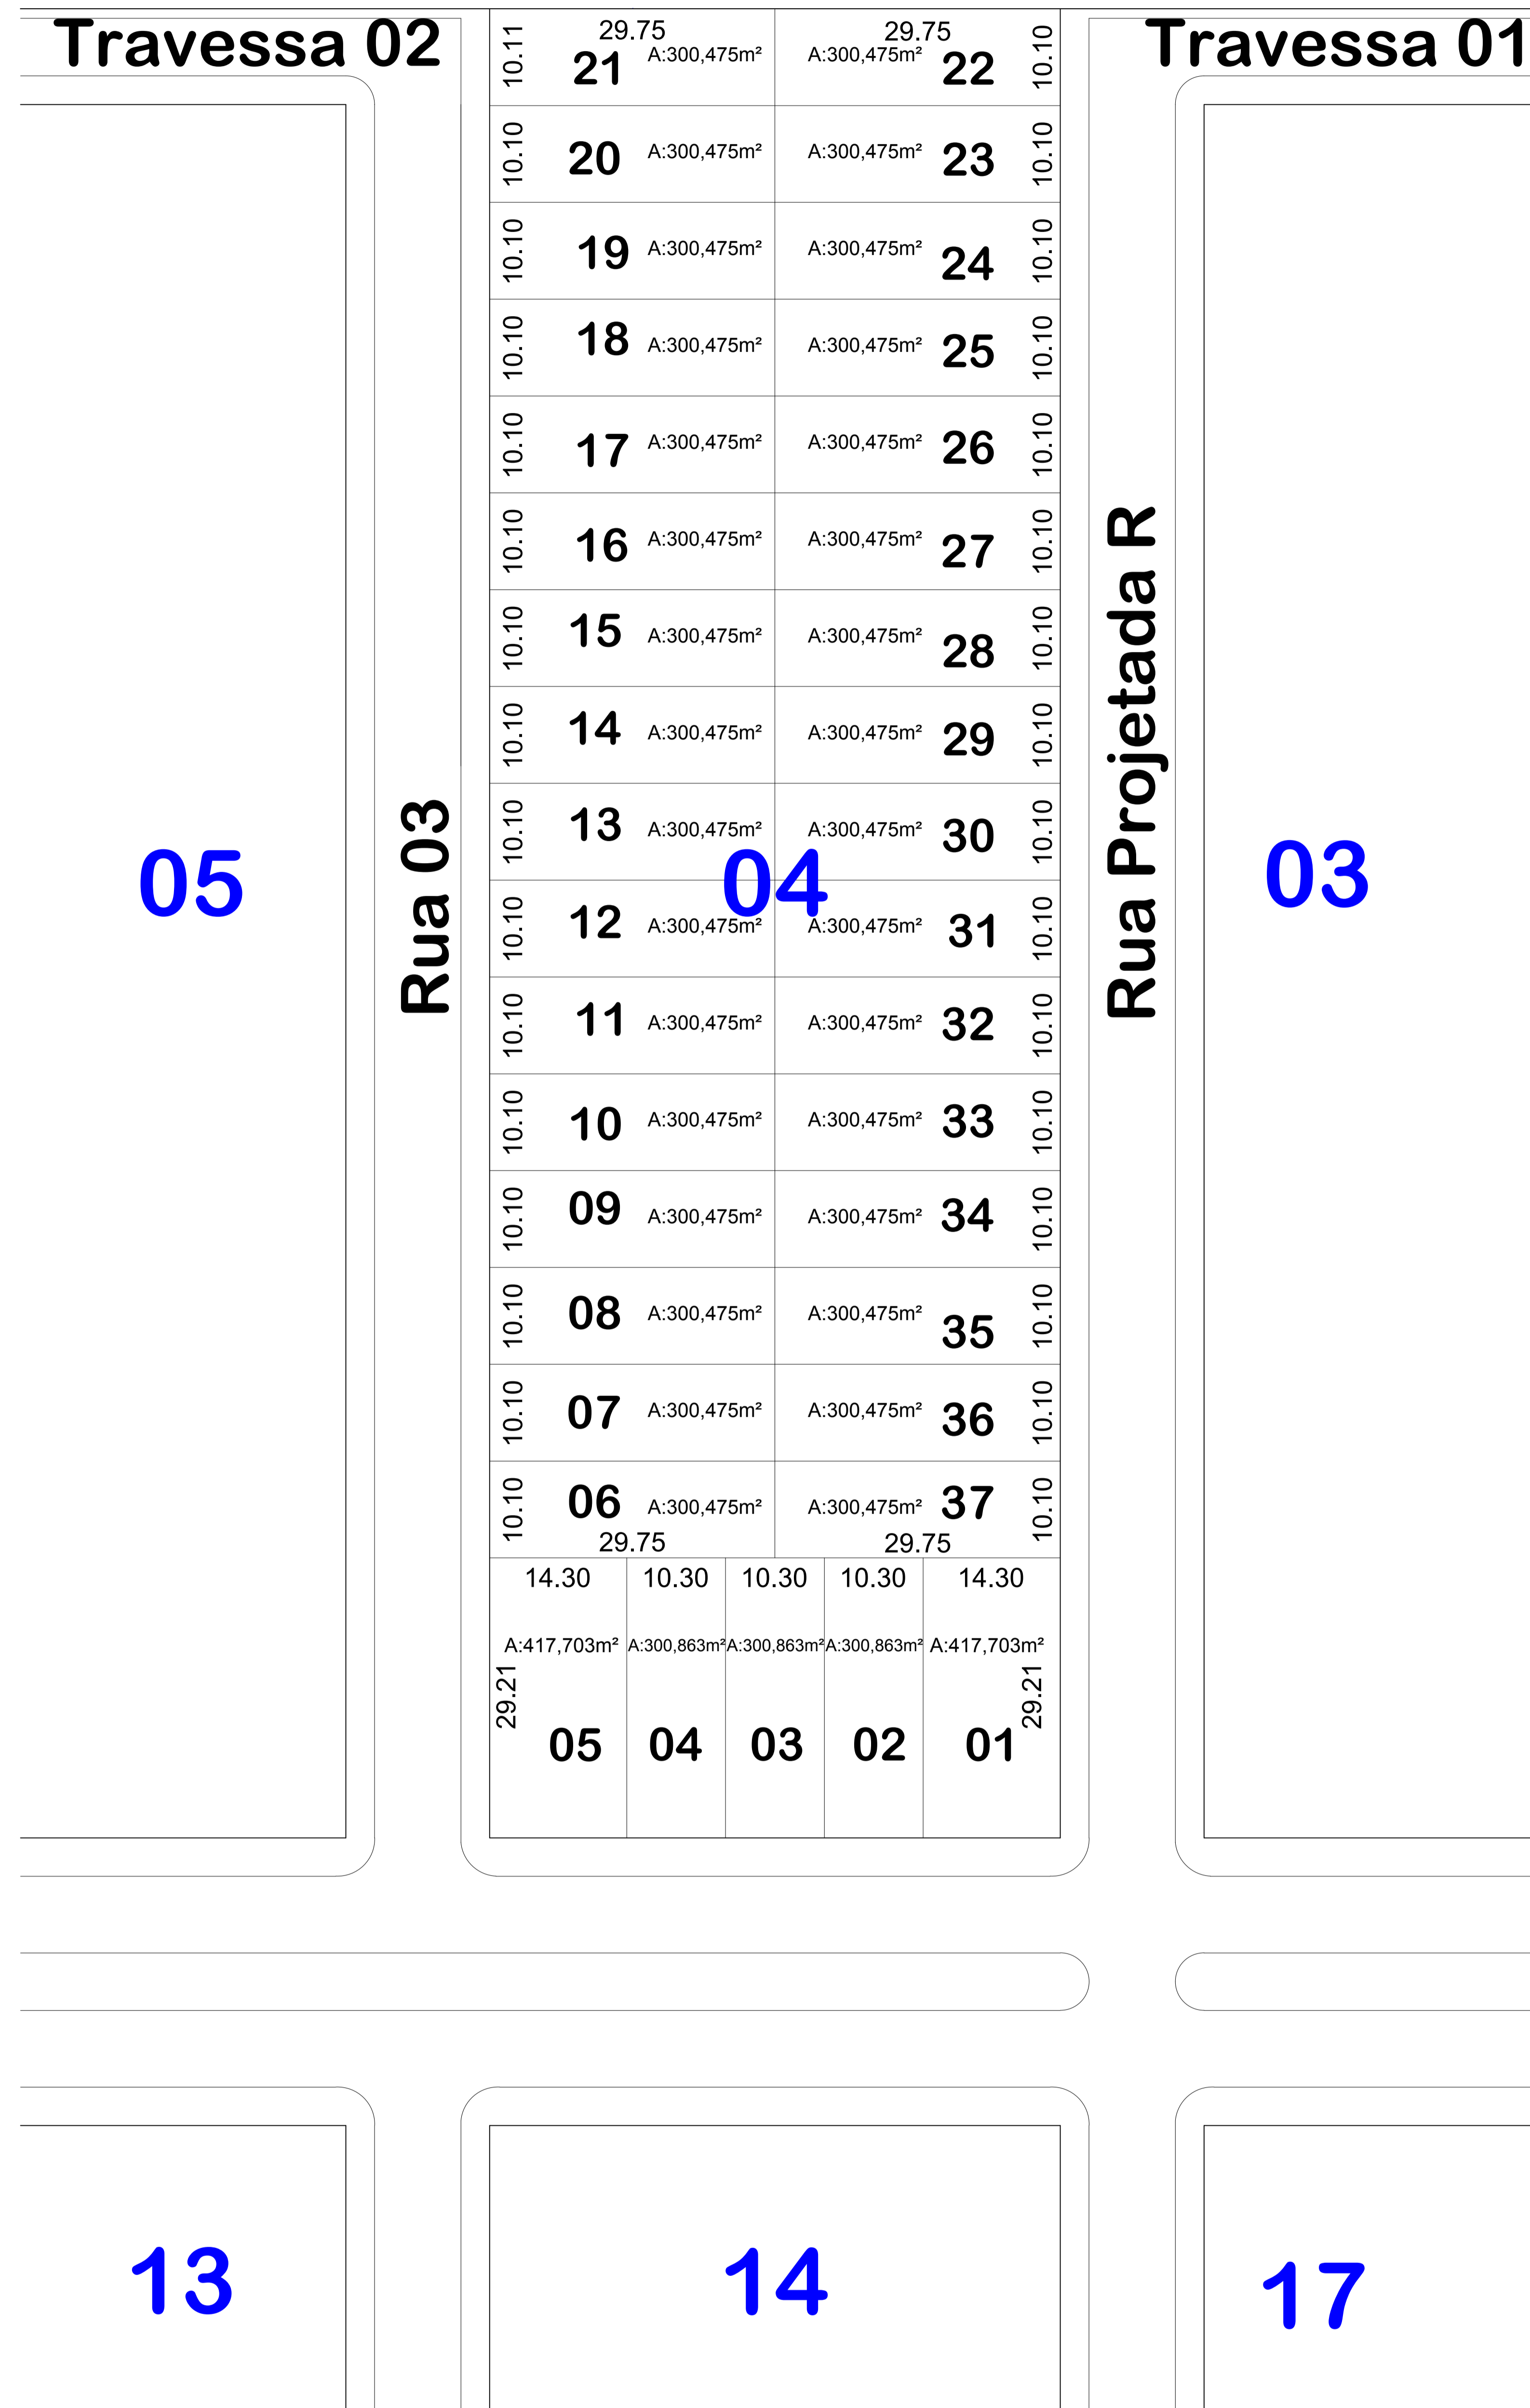 Travessa 02
Travessa 01
10.11
29.75
21
A:300,475m²
29.75
A:300,475m²
22
10.10
10.10
20
A:300,475m²
A:300,475m²
23
10.10
10.10
19
A:300,475m²
A:300,475m²
24
10.10
10.10
18
A:300,475m²
A:300,475m²
25
10.10
10.10
17
A:300,475m²
A:300,475m²
26
10.10
10.10
16
A:300,475m²
A:300,475m²
27
10.10
10.10
15
A:300,475m²
A:300,475m²
28
10.10
10.10
14
A:300,475m²
A:300,475m²
29
10.10
10.10
13
A:300,475m²
A:300,475m²
30
10.10
05
Rua 03
04
Rua Projetada R
03
10.10
12
A:300,475m²
A:300,475m²
31
10.10
10.10
11
A:300,475m²
A:300,475m²
32
10.10
10.10
10
A:300,475m²
A:300,475m²
33
10.10
10.10
09
A:300,475m²
A:300,475m²
34
10.10
10.10
08
A:300,475m²
A:300,475m²
35
10.10
10.10
07
A:300,475m²
A:300,475m²
36
10.10
10.10
06
A:300,475m²
29.75
A:300,475m²
37
29.75
10.10
14.30
10.30
10.30
10.30
14.30
A:417,703m²
A:300,863m²
A:300,863m²
A:300,863m²
A:417,703m²
29.21
29.21
05
04
03
02
01
13
14
17